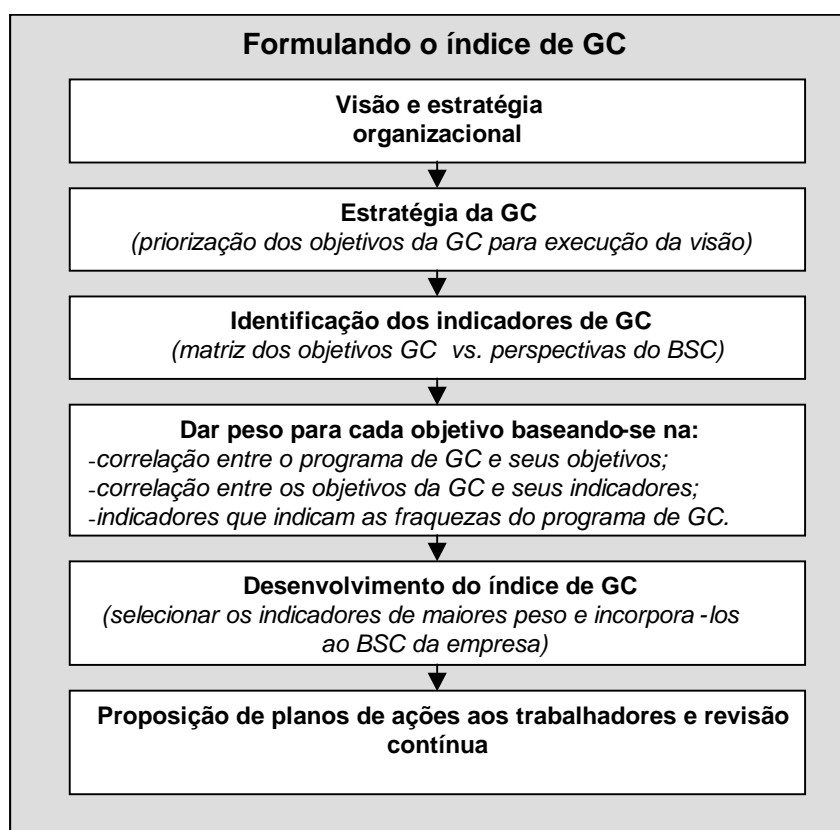 Formulando o índice de GC
Visão e estratégia
organizacional
Estratégia da GC
(priorização dos objetivos da GC para execução da visão)
Identificação dos indicadores de GC
(matriz dos objetivos GC vs. perspectivas do BSC)
Dar peso para cada objetivo baseando-se na:
-correlação entre o programa de GC e seus objetivos;
-correlação entre os objetivos da GC e seus indicadores;
-indicadores que indicam as fraquezas do programa de GC.
Desenvolvimento do índice de GC
(selecionar os indicadores de maiores peso e incorpora -los
ao BSC da empresa)
Proposição de planos de ações aos trabalhadores e revisão
contínua